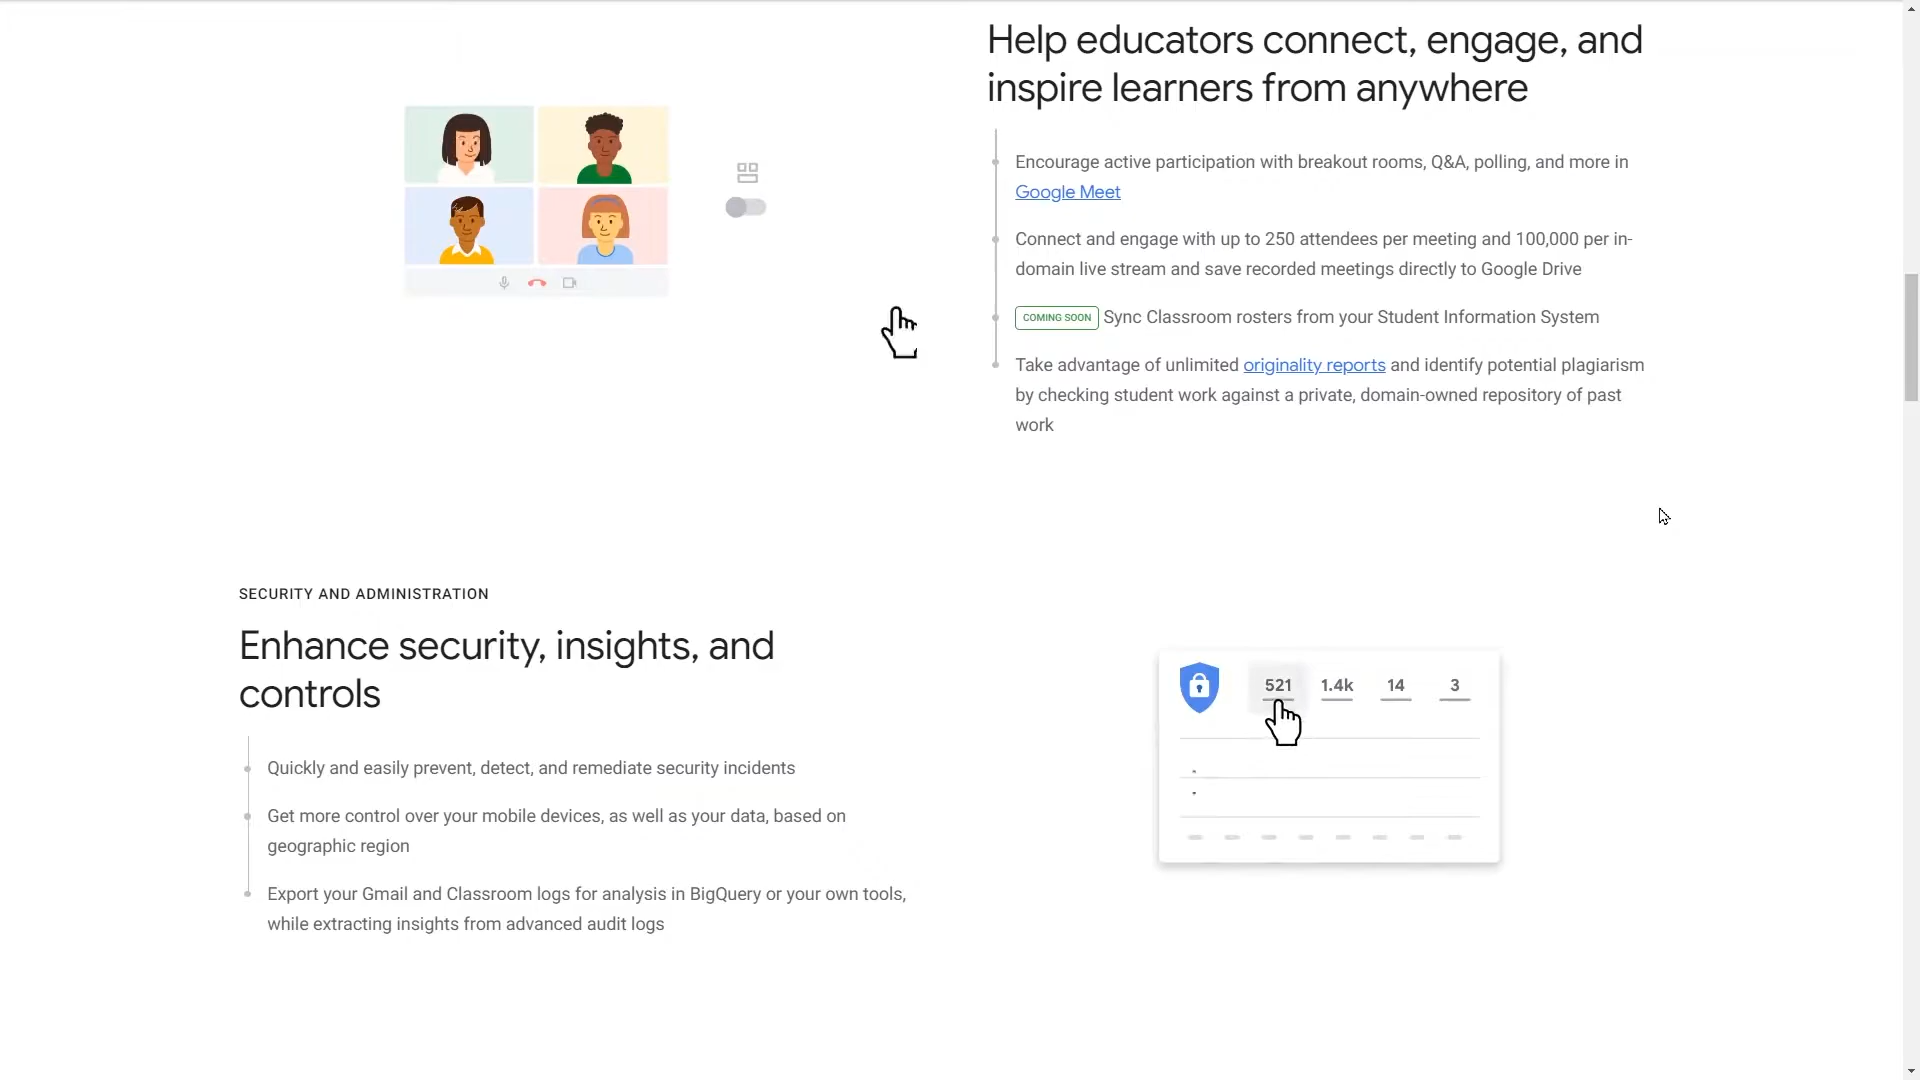 Help educators connect, engage, and
inspire learners from anywhere
Encourage active participation with breakout rooms, Q&A, polling, and more in
Google Meet
Connect and engage with up to 250 attendees per meeting and 100,000 per in-
domain live stream and save recorded meetings directly to Google Drive
COMING SOON Sync Classroom rosters from your Student Information System
Take advantage of unlimited originality reports and identify potential plagiarism
by checking student work against a private, domain-owned repository of past
work
SECURITY AND ADMINISTRATION
Enhance security, insights, and
controls
Quickly and easily prevent, detect, and remediate security incidents
Get more control over your mobile devices, as well as your data, based on
geographic region
Export your Gmail and Classroom logs for analysis in BigQuery or your own tools,
while extracting insights from advanced audit logs
521 1.4k 14 3